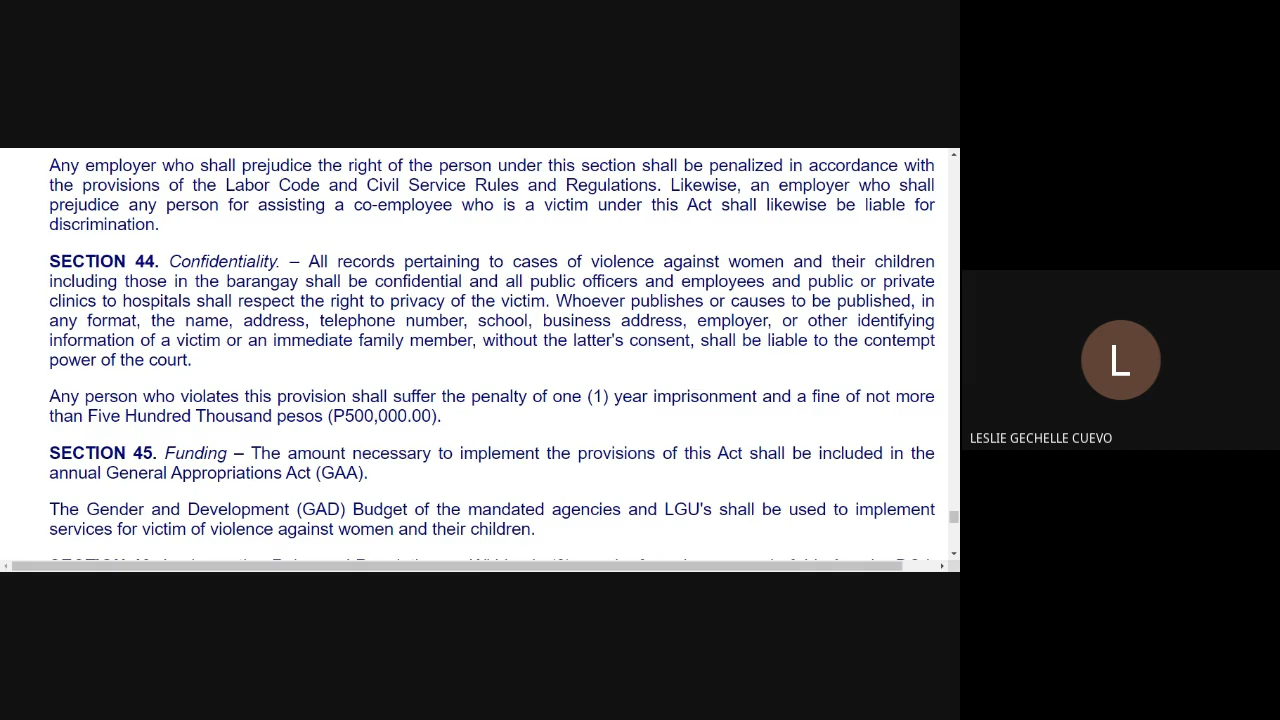 Any employer who shall prejudice the right of the person under this section shall be penalized in accordance with
the provisions of the Labor Code and Civil Service Rules and Regulations. Likewise, an employer who shall
prejudice any person for assisting a co-employee who is a victim under this Act shall likewise be liable for
discrimination.
SECTION 44. Confidentiality. – All records pertaining to cases of violence against women and their children
including those in the barangay shall be confidential and all public officers and employees and public or private
clinics to hospitals shall respect the right to privacy of the victim. Whoever publishes or causes to be published, in
any format, the name, address, telephone number, school, business address, employer, or other identifying
information of a victim or an immediate family member, without the latter's consent, shall be liable to the contempt
power of the court.
Any person who violates this provision shall suffer the penalty of one (1) year imprisonment and a fine of not more
than Five Hundred Thousand pesos (P500,000.00).
SECTION 45. Funding – The amount necessary to implement the provisions of this Act shall be included in the
annual General Appropriations Act (GAA).
The Gender and Development (GAD) Budget of the mandated agencies and LGU's shall be used to implement
services for victim of violence against women and their children.
L
LESLIE GECHELLE CUEVO